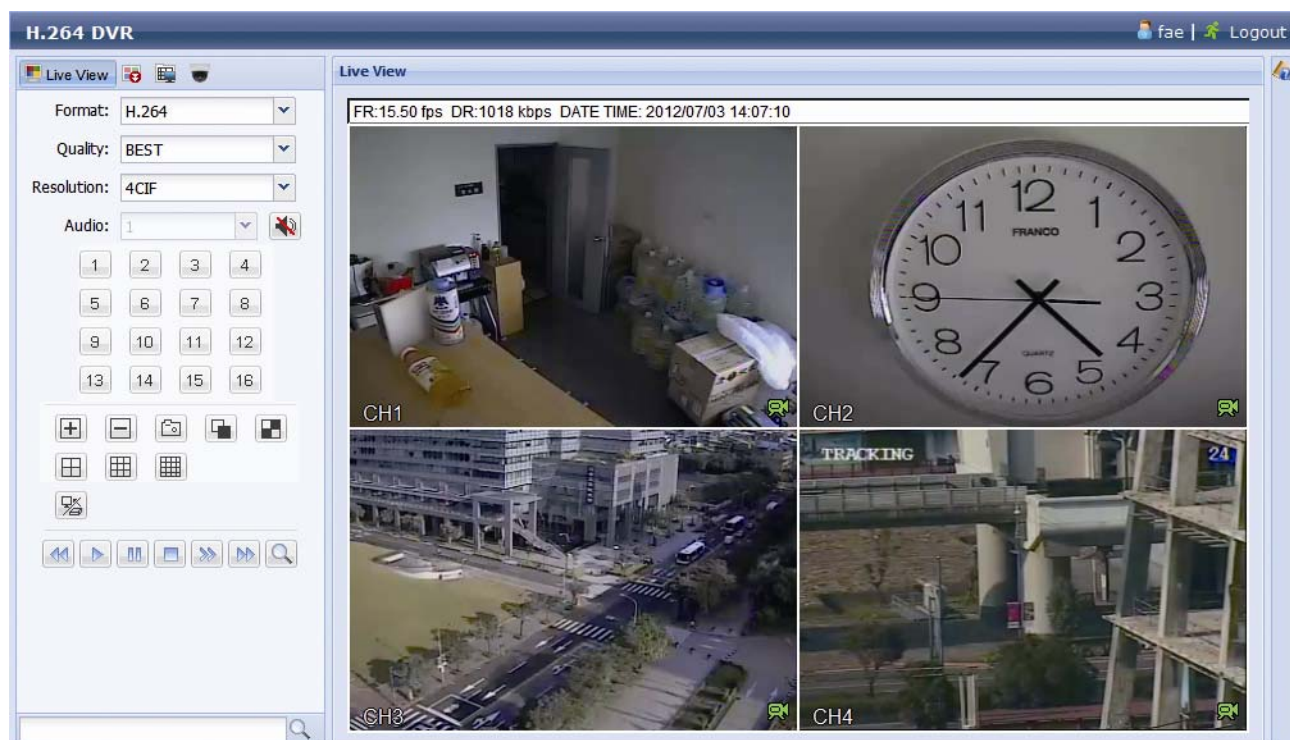 H.264 DVR
fae | Logout
Live View
Live View
Format: H.264
Quality: BEST
Resolution: 4CIF
Audio: 1
1 2 3 4
5 6 7 8
9 10 11 12
13 14 15 16
FR:15.50 fps DR:1018 kbps DATE TIME: 2012/07/03 14:07:10
CH1
12
11 1
FRANCO
10 2
9 3
8 4
QUARTZ
7 6 5
CH2
CH3
TRACKING 24
CH4